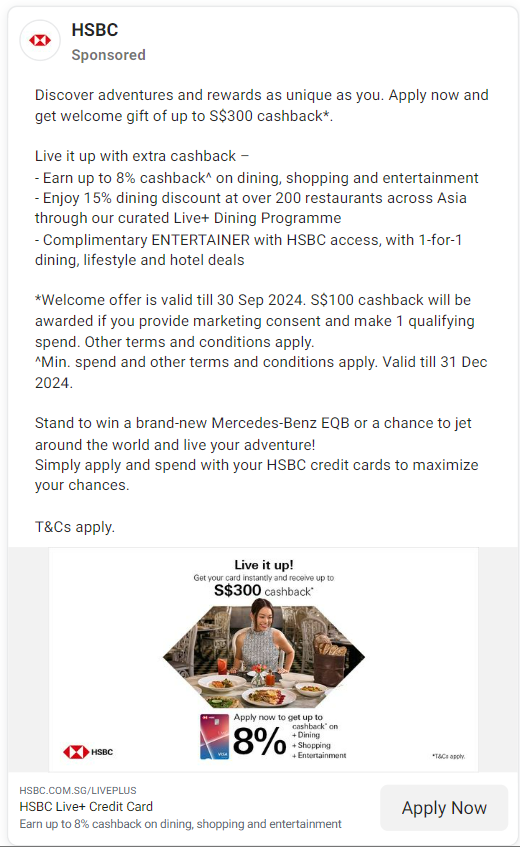 HSBC
Sponsored
Discover adventures and rewards as unique as you. Apply now and
get welcome gift of up to S$300 cashback*.
Live it up with extra cashback –
- Earn up to 8% cashback^ on dining, shopping and entertainment
- Enjoy 15% dining discount at over 200 restaurants across Asia
through our curated Live+ Dining Programme
- Complimentary ENTERTAINER with HSBC access, with 1-for-1
dining, lifestyle and hotel deals
*Welcome offer is valid till 30 Sep 2024. S$100 cashback will be
awarded if you provide marketing consent and make 1 qualifying
spend. Other terms and conditions apply.
^Min. spend and other terms and conditions apply. Valid till 31 Dec
2024.
Stand to win a brand-new Mercedes-Benz EQB or a chance to jet
around the world and live your adventure!
Simply apply and spend with your HSBC credit cards to maximize
your chances.
T&Cs apply.
Live it up!
Get your card instantly and receive up to
S$300 cashback*
Apply now to get up to
8% cashback* on
+ Dining
+ Shopping
+ Entertainment
VISA
HSBC
*T&Cs apply.
HSBC.COM.SG/LIVEPLUS
HSBC Live+ Credit Card
Earn up to 8% cashback on dining, shopping and entertainment
Apply Now